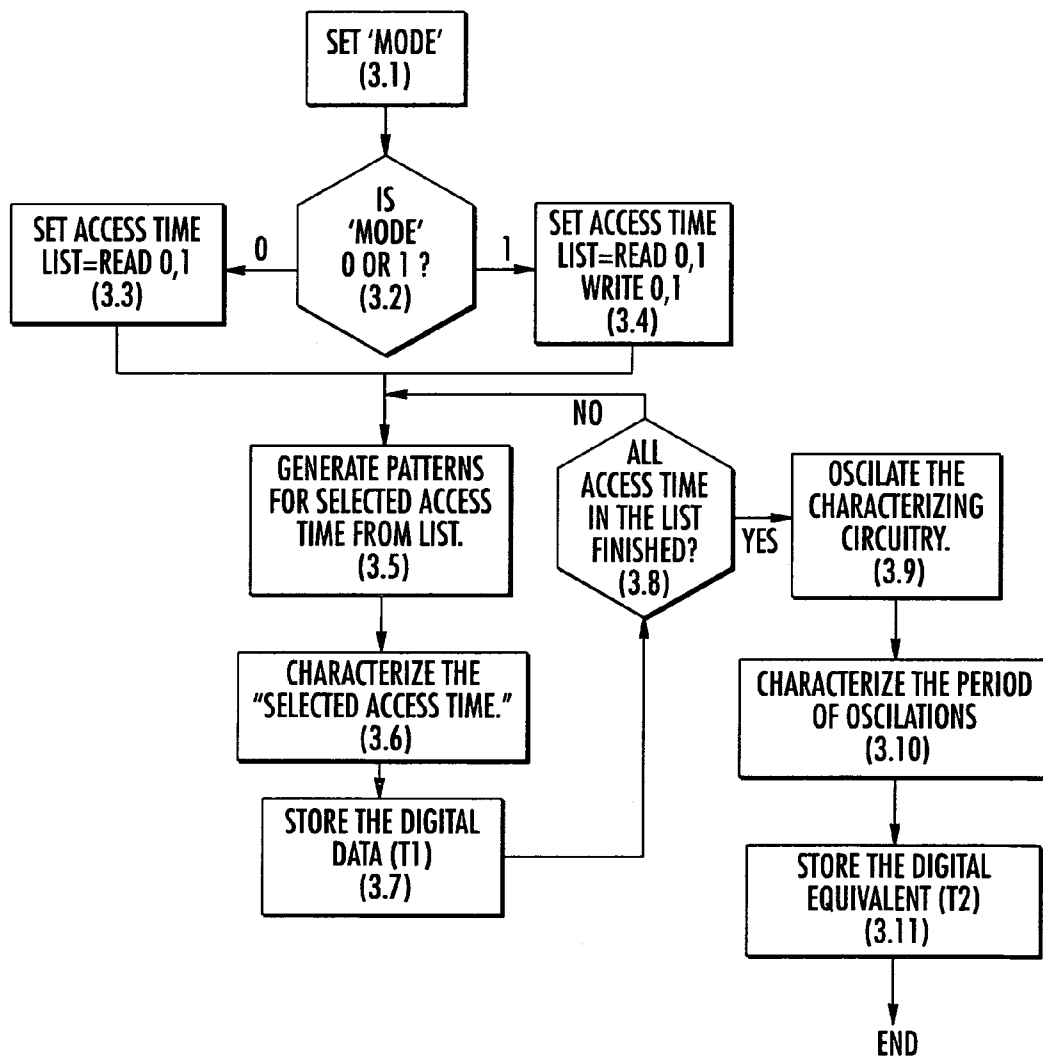 SET 'MODE'
(3.1)
IS
'MODE'
0 OR 1 ?
(3.2)
0
1
SET ACCESS TIME
LIST=READ 0,1
(3.3)
SET ACCESS TIME
LIST=READ 0,1
WRITE 0,1
(3.4)
GENERATE PATTERNS
FOR SELECTED ACCESS
TIME FROM LIST.
(3.5)
CHARACTERIZE THE
"SELECTED ACCESS TIME."
(3.6)
STORE THE DIGITAL
DATA (T1)
(3.7)
NO
ALL
ACCESS TIME
IN THE LIST
FINISHED?
(3.8)
YES
OSCILATE THE
CHARACTERIZING
CIRCUITRY.
(3.9)
CHARACTERIZE THE PERIOD
OF OSCILATIONS
(3.10)
STORE THE DIGITAL
EQUIVALENT (T2)
(3.11)
END